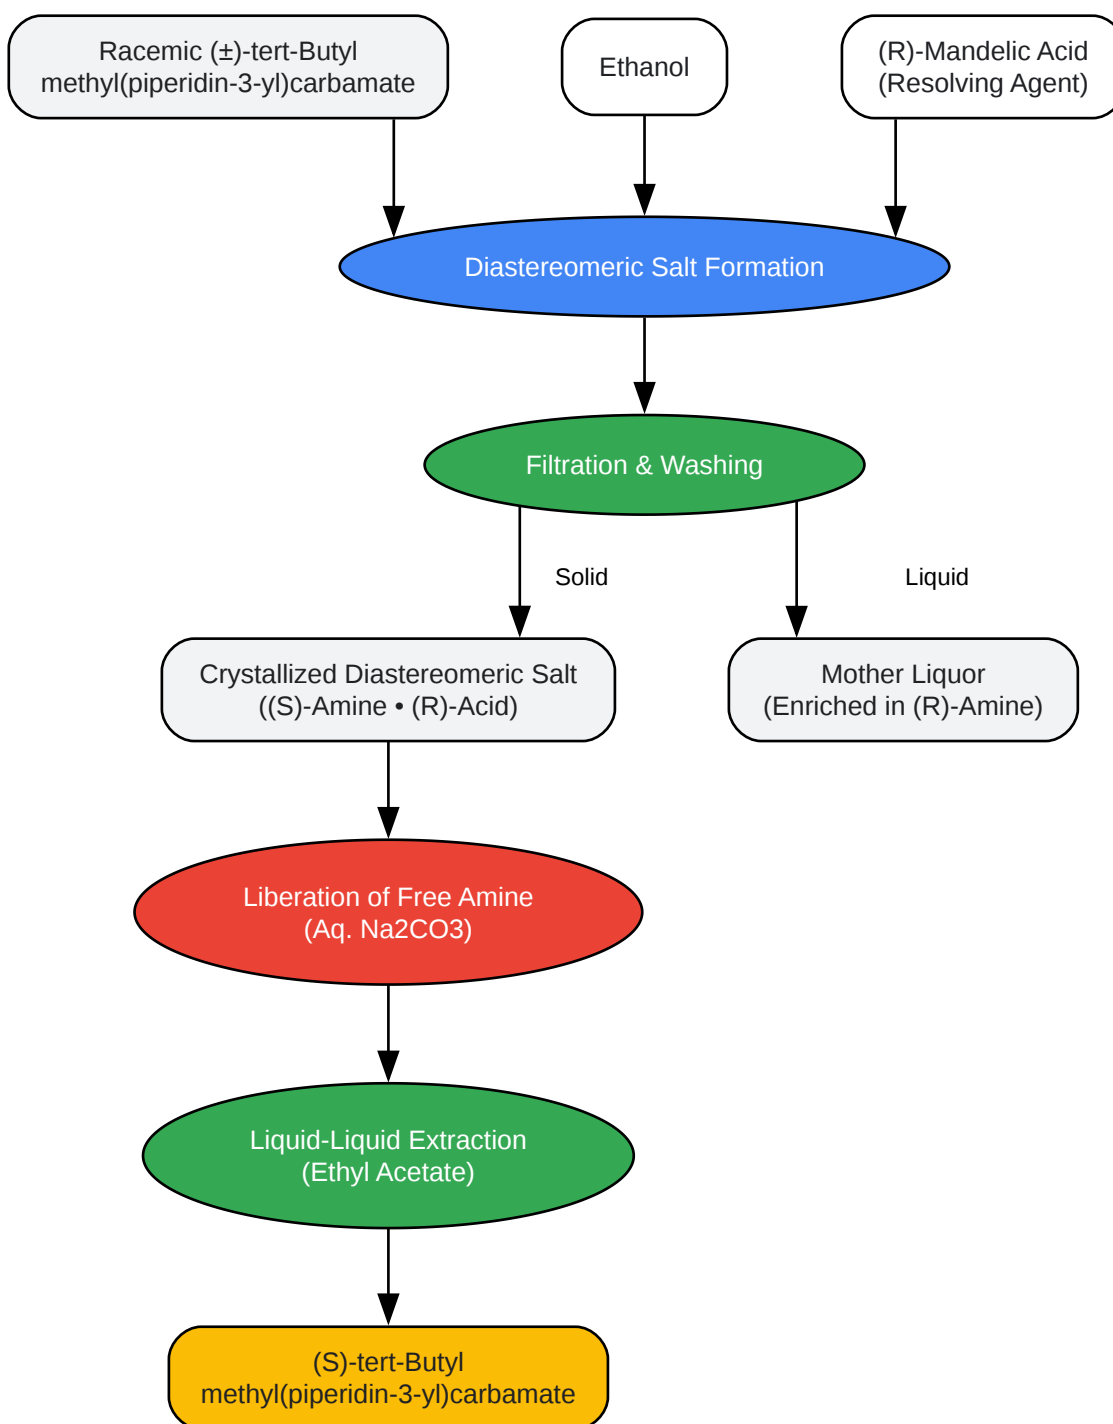 Racemic (±)-tert-Butyl
methyl(piperidin-3-yl)carbamate
Ethanol
(R)-Mandelic Acid
(Resolving Agent)
Diastereomeric Salt Formation
Filtration & Washing
Solid
Liquid
Crystallized Diastereomeric Salt
((S)-Amine • (R)-Acid)
Mother Liquor
(Enriched in (R)-Amine)
Liberation of Free Amine
(Aq. Na2CO3)
Liquid-Liquid Extraction
(Ethyl Acetate)
(S)-tert-Butyl
methyl(piperidin-3-yl)carbamate